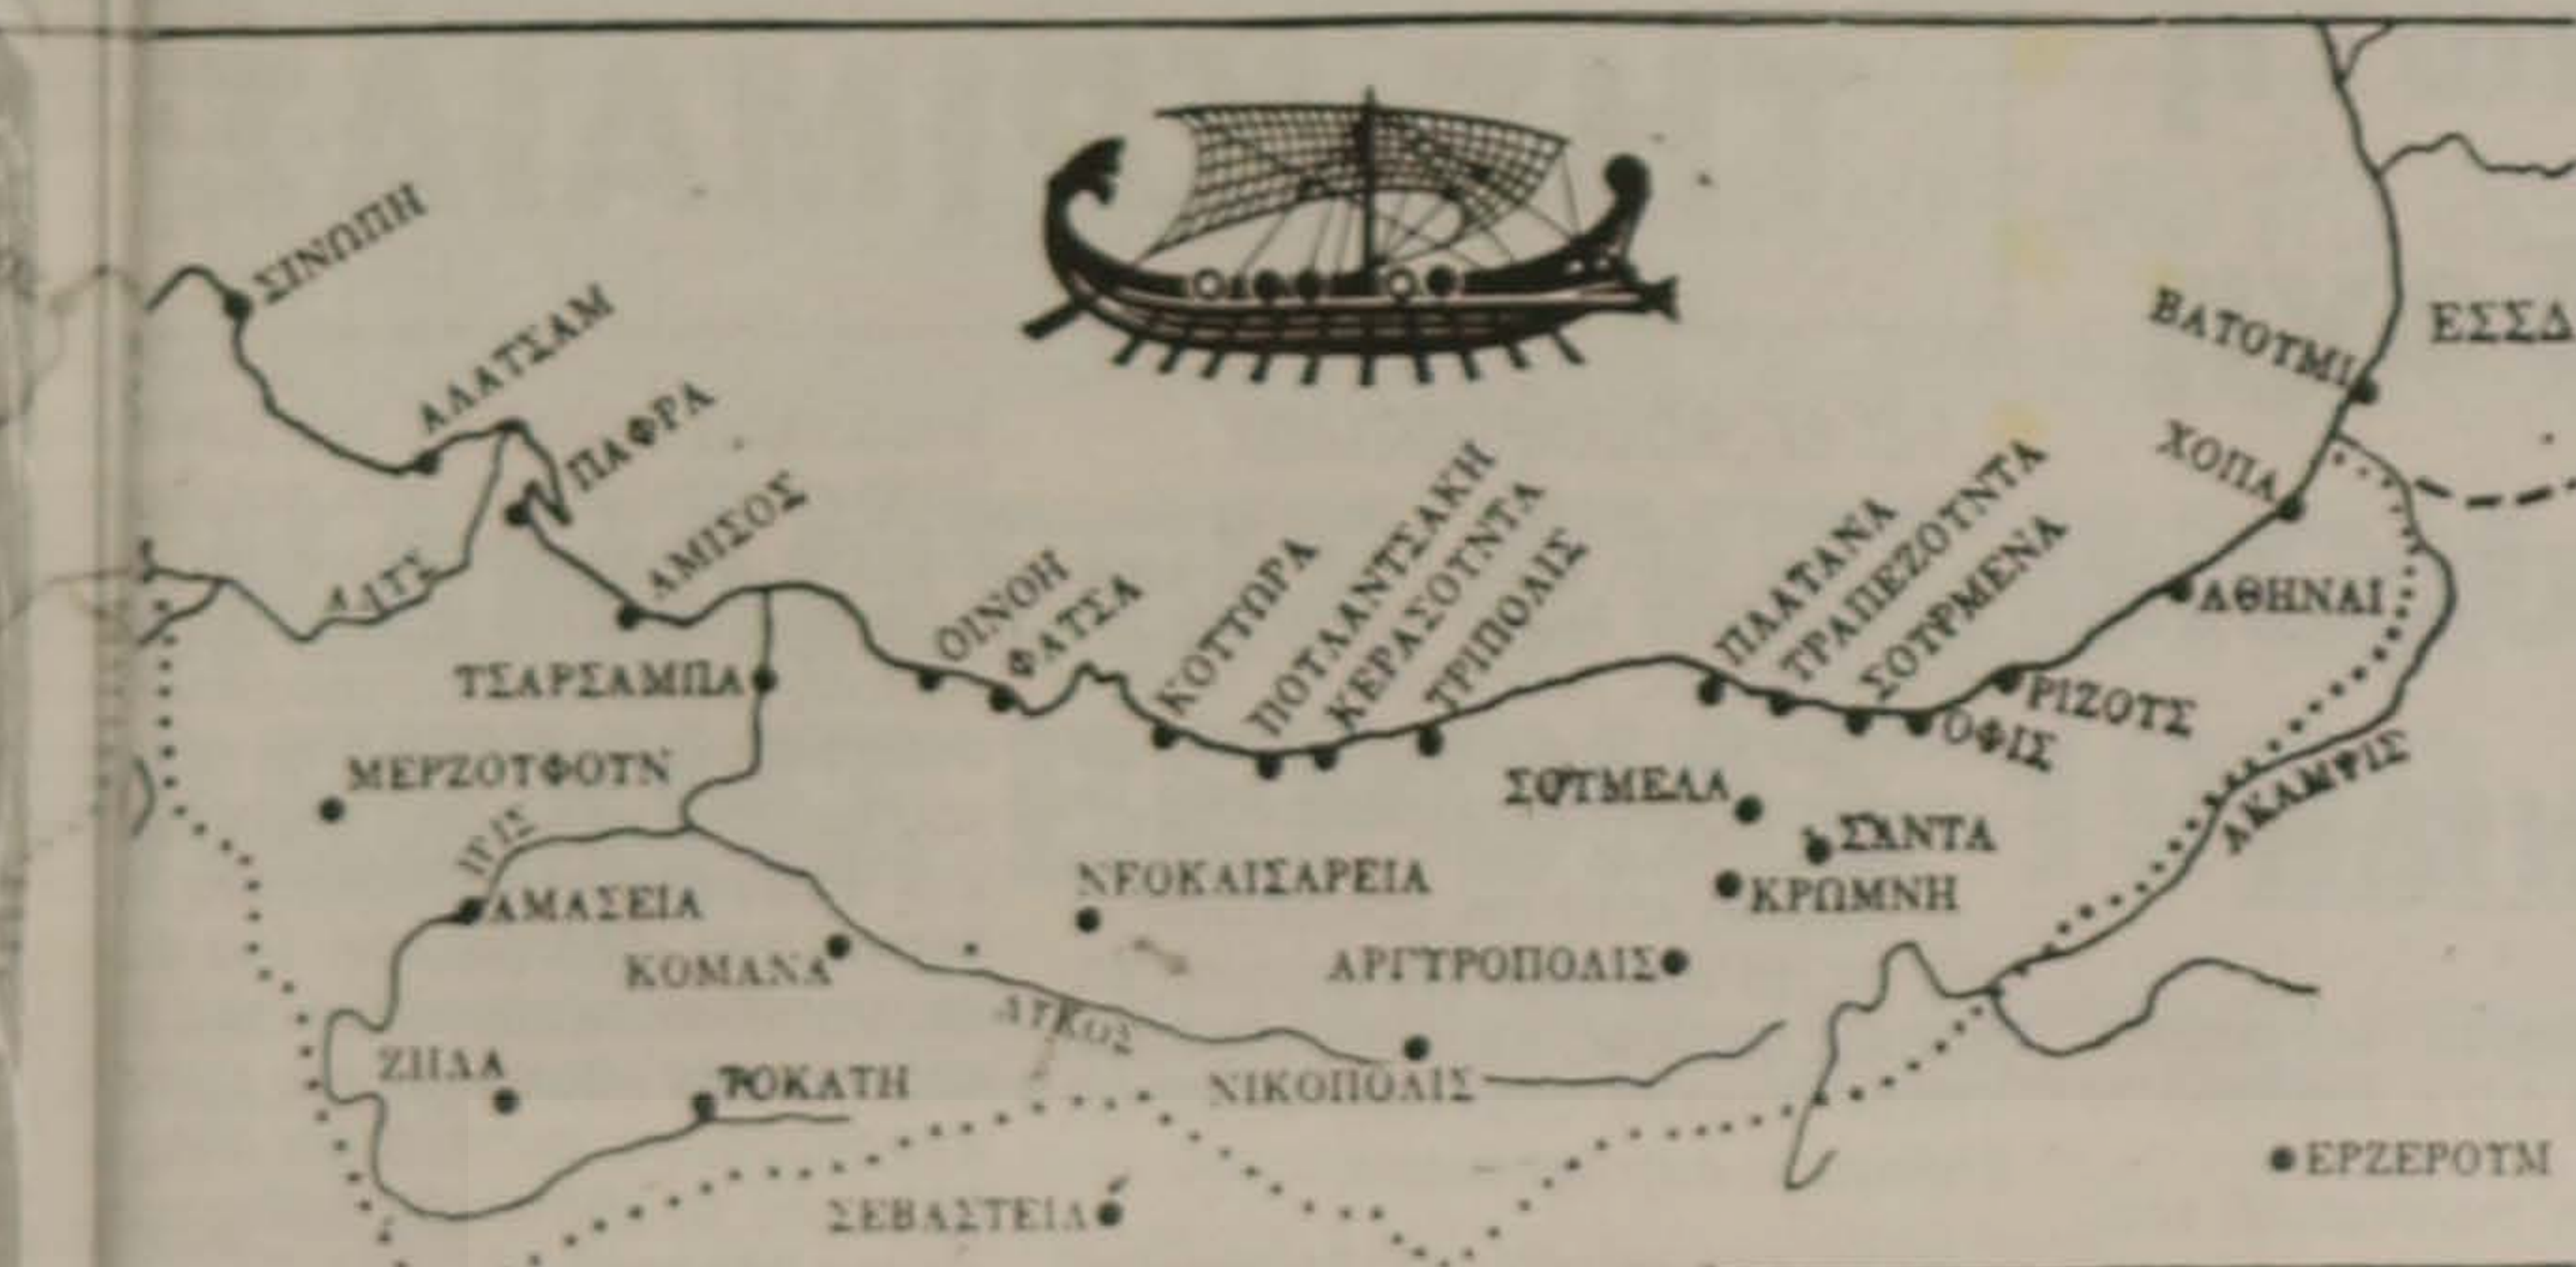 ΣΙΝΩΠΗ
ΑΛΑΤΣΑΜ
ΠΑΦΡΑ
ΑΜΙΣΟΣ
ΟΙΝΟΗ
ΦΑΤΣΑ
ΚΟΤΥΩΡΑ
ΠΟΥΛΑΝΤΣΑΚΗ
ΚΕΡΑΣΟΥΝΤΑ
ΤΡΙΠΟΛΙΣ
ΠΛΑΤΑΝΑ
ΤΡΑΠΕΖΟΥΝΤΑ
ΣΟΥΡΜΕΝΑ
ΒΑΤΟΥΜΙ
ΕΣΣΔ
ΧΟΠΑ
ΑΘΗΝΑΙ
ΡΙΖΟΥΣ
ΟΦΙΣ
ΑΛΥΣ
ΤΣΑΡΣΑΜΠΑ
ΜΕΡΖΟΥΦΟΥΝ
ΙΡΙΣ
ΑΜΑΣΕΙΑ
ΚΟΜΑΝΑ
ΝΕΟΚΑΙΣΑΡΕΙΑ
ΣΟΥΜΕΛΑ
ΣΑΝΤΑ
ΚΡΩΜΝΗ
ΑΡΓΥΡΟΠΟΛΙΣ
ΑΚΑΜΨΙΣ
ΛΥΚΟΣ
ΖΗΛΑ
ΤΟΚΑΤΗ
ΝΙΚΟΠΟΛΙΣ
ΣΕΒΑΣΤΕΙΑ
ΕΡΖΕΡΟΥΜ